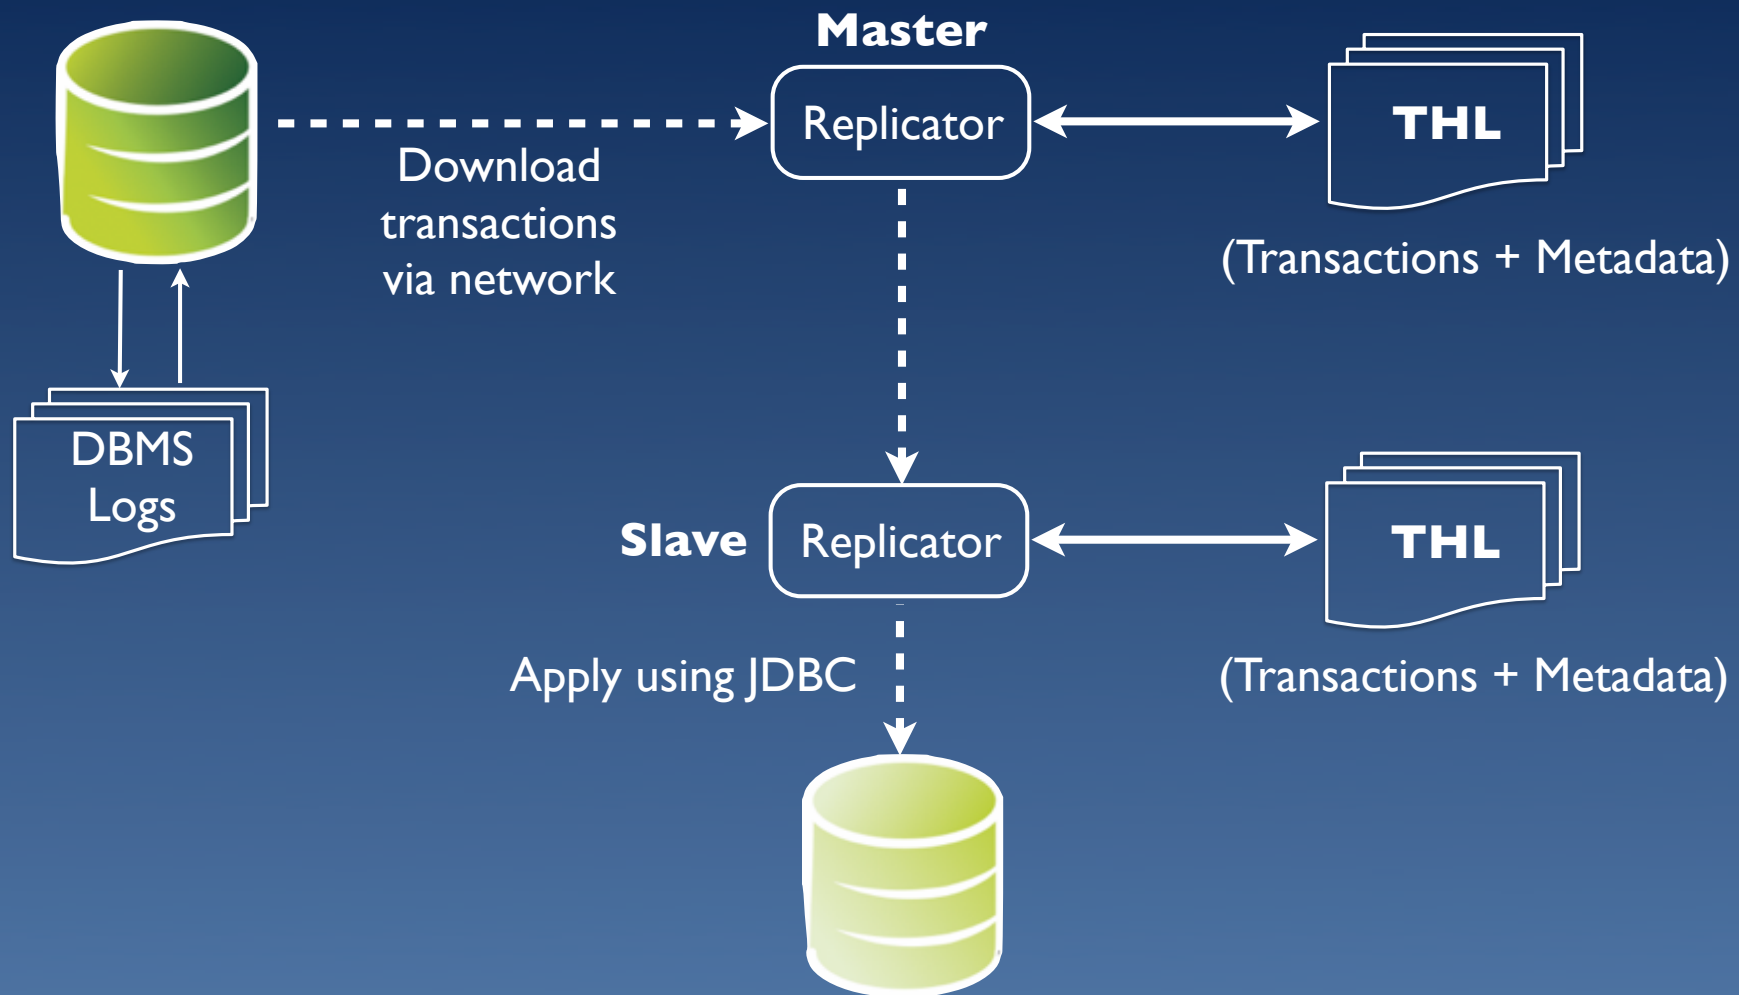 Master
Replicator
THL
Download
transactions
via network
(Transactions + Metadata)
DBMS
Logs
Slave
Replicator
THL
Apply using JDBC
(Transactions + Metadata)